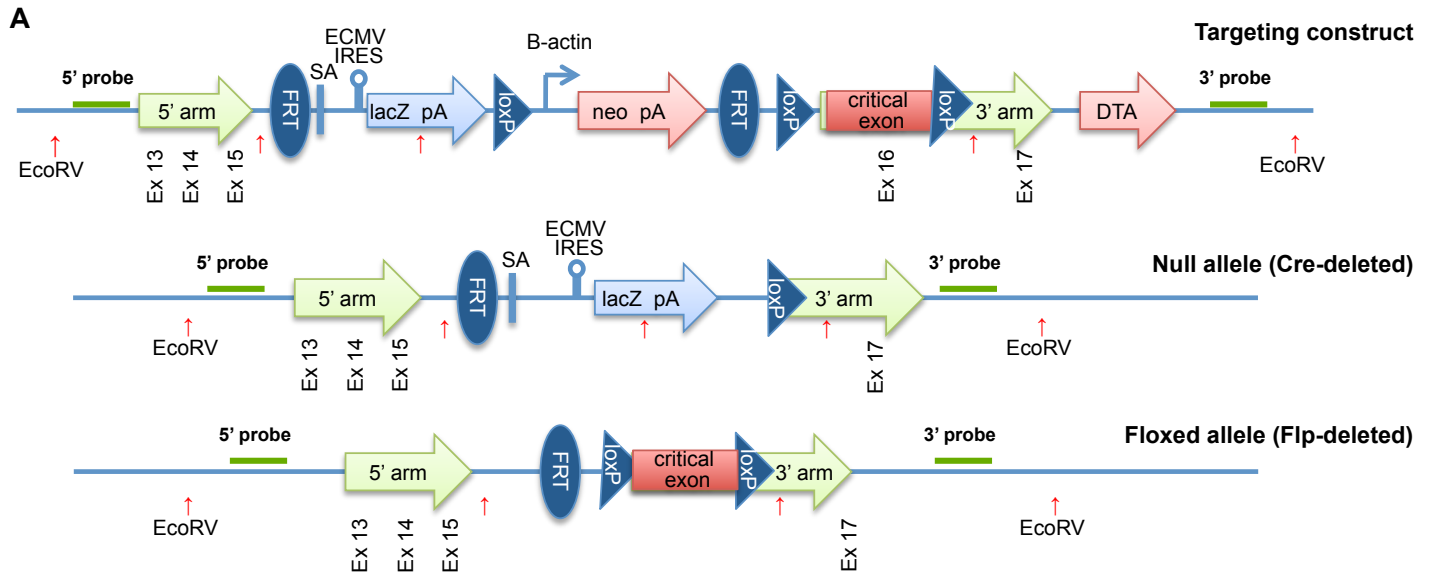 A
Targeting construct
5' probe
5' arm
FRT
SA
ECMV
IRES
lacZ pA
loxP
B-actin
neo pA
FRT
loxP
critical
exon
loxP
3' arm
DTA
3' probe
EcoRV
Ex 13
Ex 14
Ex 15
Ex 16
Ex 17
EcoRV
Null allele (Cre-deleted)
5' probe
5' arm
FRT
SA
ECMV
IRES
lacZ pA
loxP
3' arm
3' probe
EcoRV
Ex 13
Ex 14
Ex 15
Ex 17
EcoRV
Floxed allele (Flp-deleted)
5' probe
5' arm
FRT
loxP
critical
exon
loxP
3' arm
3' probe
EcoRV
Ex 13
Ex 14
Ex 15
Ex 17
EcoRV